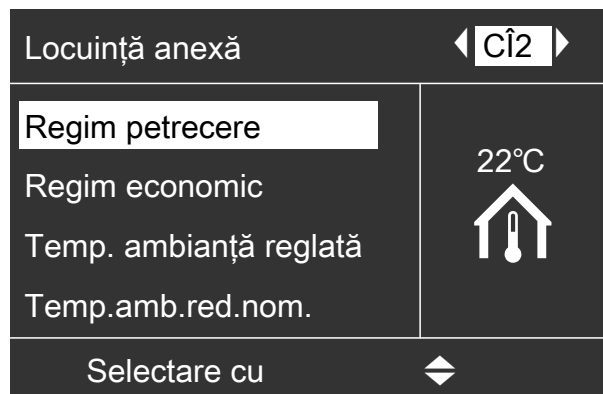 Locuință anexă CÎ2
Regim petrecere
Regim economic
22°C
Temp. ambianță reglată
Temp.amb.red.nom.
Selectare cu